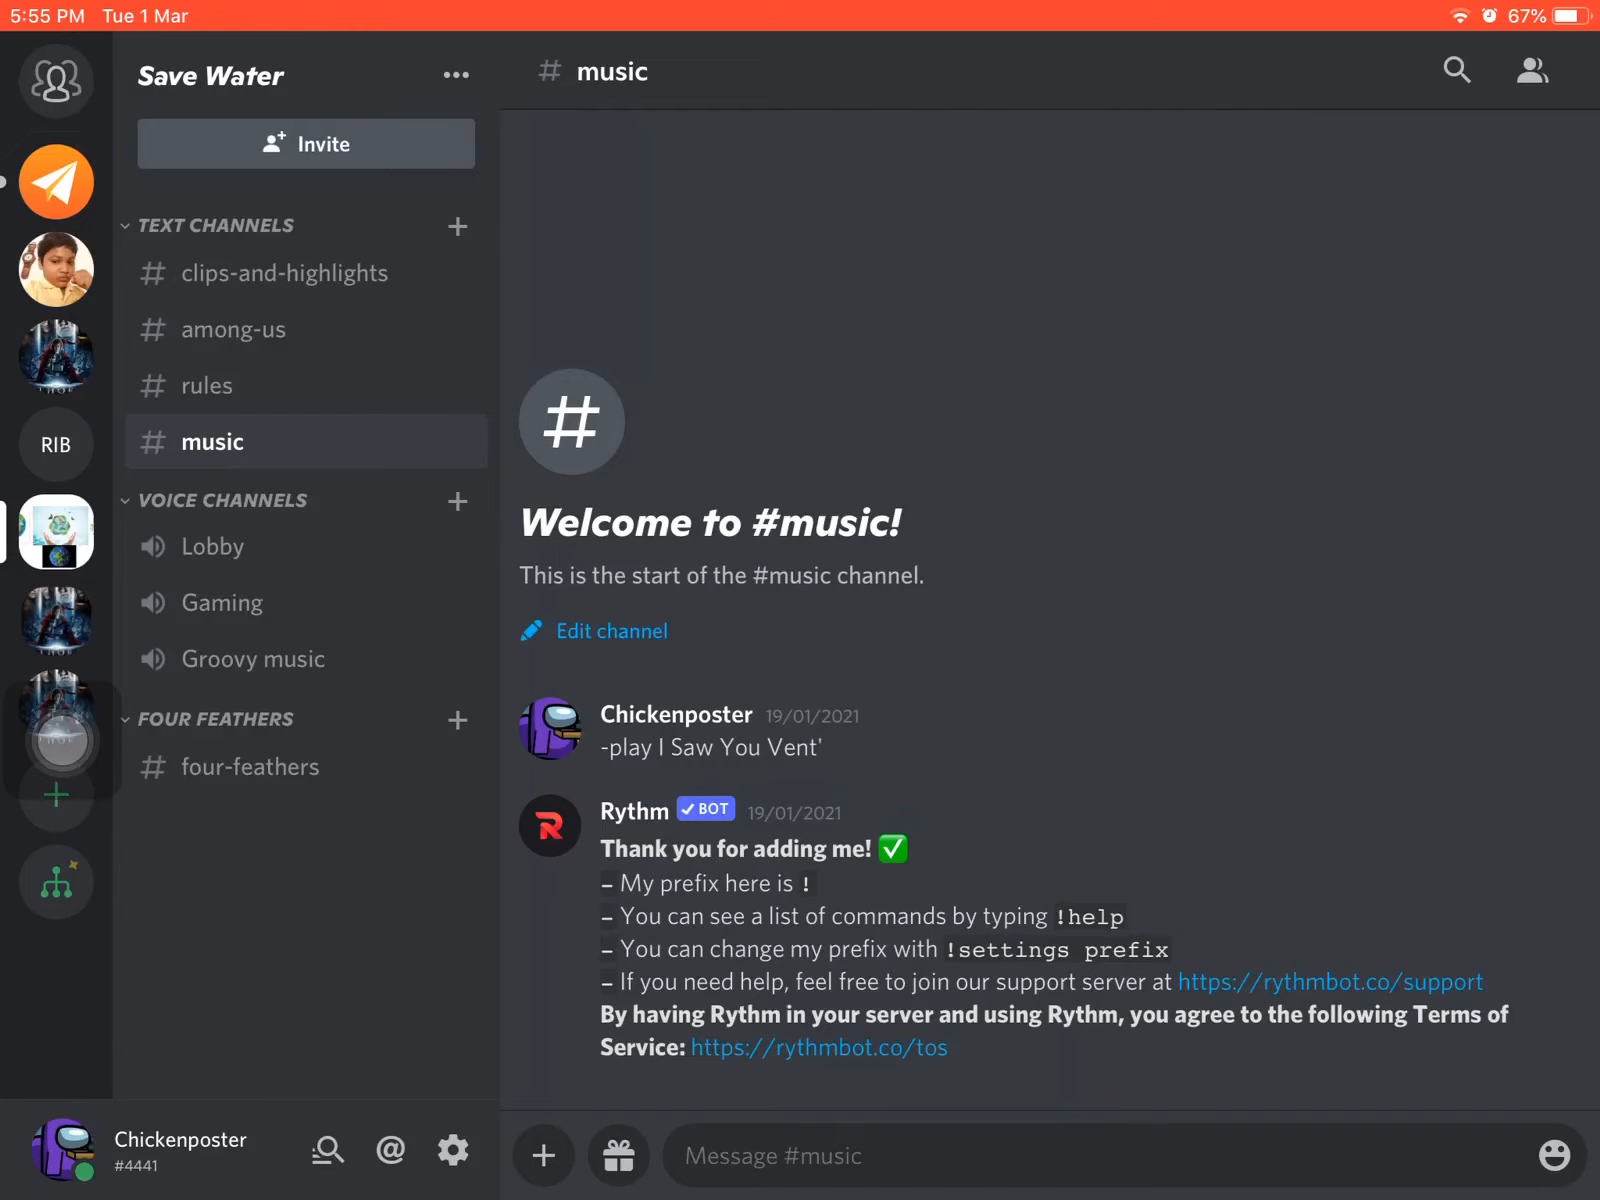 5:55 PM Tue 1 Mar
67%
Save Water
Invite
TEXT CHANNELS
clips-and-highlights
among-us
rules
music
VOICE CHANNELS
Lobby
Gaming
Groovy music
FOUR FEATHERS
four-feathers
RIB
Chickenposter
#4441
# music
#
Welcome to #music!
This is the start of the #music channel.
Edit channel
Chickenposter 19/01/2021
-play I Saw You Vent'
Rythm ✓ BOT 19/01/2021
Thank you for adding me! ✅
– My prefix here is !
– You can see a list of commands by typing !help
– You can change my prefix with !settings prefix
– If you need help, feel free to join our support server at https://rythmbot.co/support
By having Rythm in your server and using Rythm, you agree to the following Terms of
Service: https://rythmbot.co/tos
Message #music